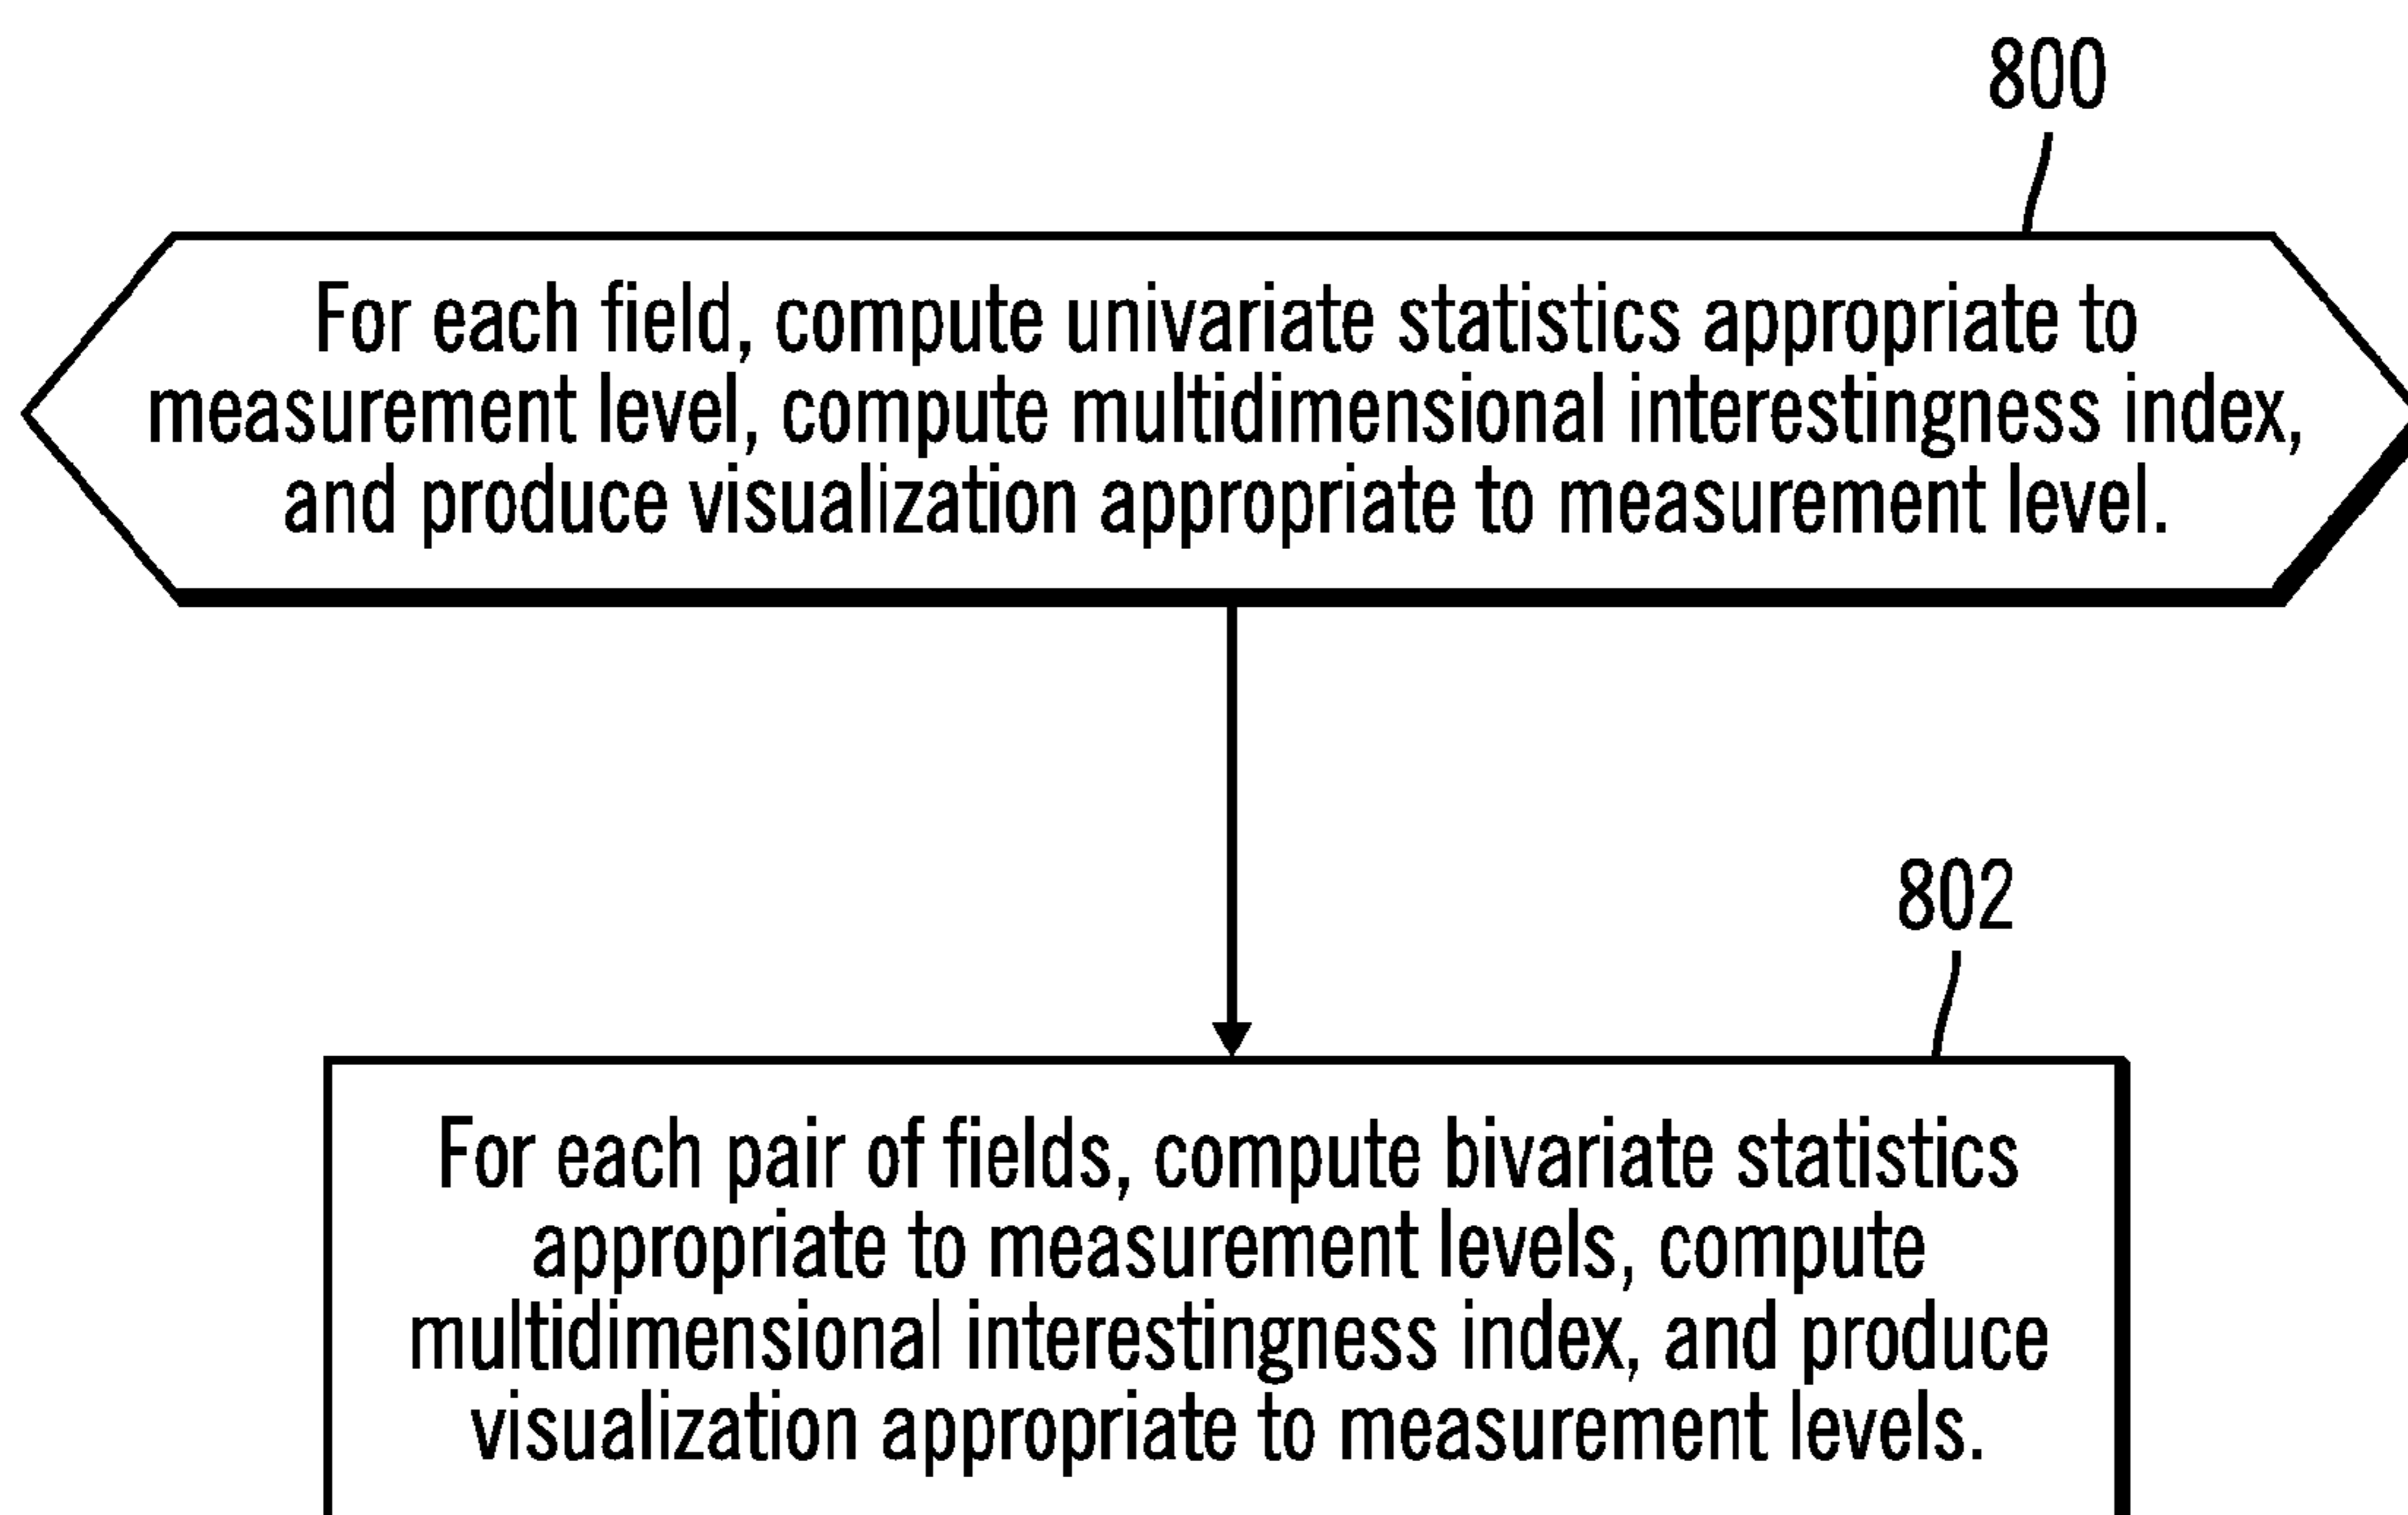 800
For each field, compute univariate statistics appropriate to
measurement level, compute multidimensional interestingness index,
and produce visualization appropriate to measurement level.
802
For each pair of fields, compute bivariate statistics
appropriate to measurement levels, compute
multidimensional interestingness index, and produce
visualization appropriate to measurement levels.